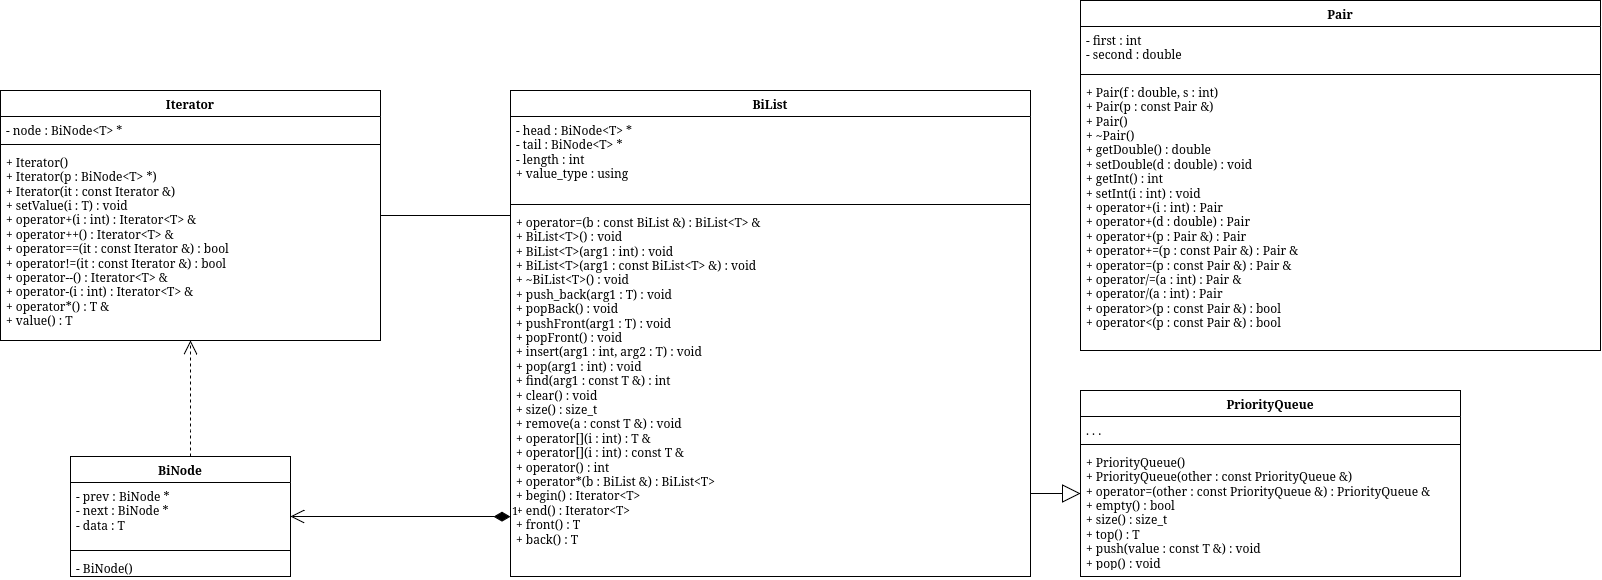 Pair
- first : int
- second : double
+ Pair(f : double, s : int)
+ Pair(p : const Pair &)
+ Pair()
+ ~Pair()
+ getDouble() : double
+ setDouble(d : double) : void
+ getInt() : int
+ setInt(i : int) : void
+ operator+(i : int) : Pair
+ operator+(d : double) : Pair
+ operator+(p : Pair &) : Pair
+ operator+=(p : const Pair &) : Pair &
+ operator=(p : const Pair &) : Pair &
+ operator/=(a : int) : Pair &
+ operator/(a : int) : Pair
+ operator>(p : const Pair &) : bool
+ operator<(p : const Pair &) : bool
Iterator
- node : BiNode<T> *
+ Iterator()
+ Iterator(p : BiNode<T> *)
+ Iterator(it : const Iterator &)
+ setValue(i : T) : void
+ operator+(i : int) : Iterator<T> &
+ operator++() : Iterator<T> &
+ operator==(it : const Iterator &) : bool
+ operator!=(it : const Iterator &) : bool
+ operator--() : Iterator<T> &
+ operator-(i : int) : Iterator<T> &
+ operator*() : T &
+ value() : T
BiList
- head : BiNode<T> *
- tail : BiNode<T> *
- length : int
+ value_type : using
+ operator=(b : const BiList &) : BiList<T> &
+ BiList<T>() : void
+ BiList<T>(arg1 : int) : void
+ BiList<T>(arg1 : const BiList<T> &) : void
+ ~BiList<T>() : void
+ push_back(arg1 : T) : void
+ popBack() : void
+ pushFront(arg1 : T) : void
+ popFront() : void
+ insert(arg1 : int, arg2 : T) : void
+ pop(arg1 : int) : void
+ find(arg1 : const T &) : int
+ clear() : void
+ size() : size_t
+ remove(a : const T &) : void
+ operator[](i : int) : T &
+ operator[](i : int) : const T &
+ operator() : int
+ operator*(b : BiList &) : BiList<T>
+ begin() : Iterator<T>
1
+ end() : Iterator<T>
+ front() : T
+ back() : T
BiNode
- prev : BiNode *
- next : BiNode *
- data : T
- BiNode()
PriorityQueue
. . .
+ PriorityQueue()
+ PriorityQueue(other : const PriorityQueue &)
+ operator=(other : const PriorityQueue &) : PriorityQueue &
+ empty() : bool
+ size() : size_t
+ top() : T
+ push(value : const T &) : void
+ pop() : void